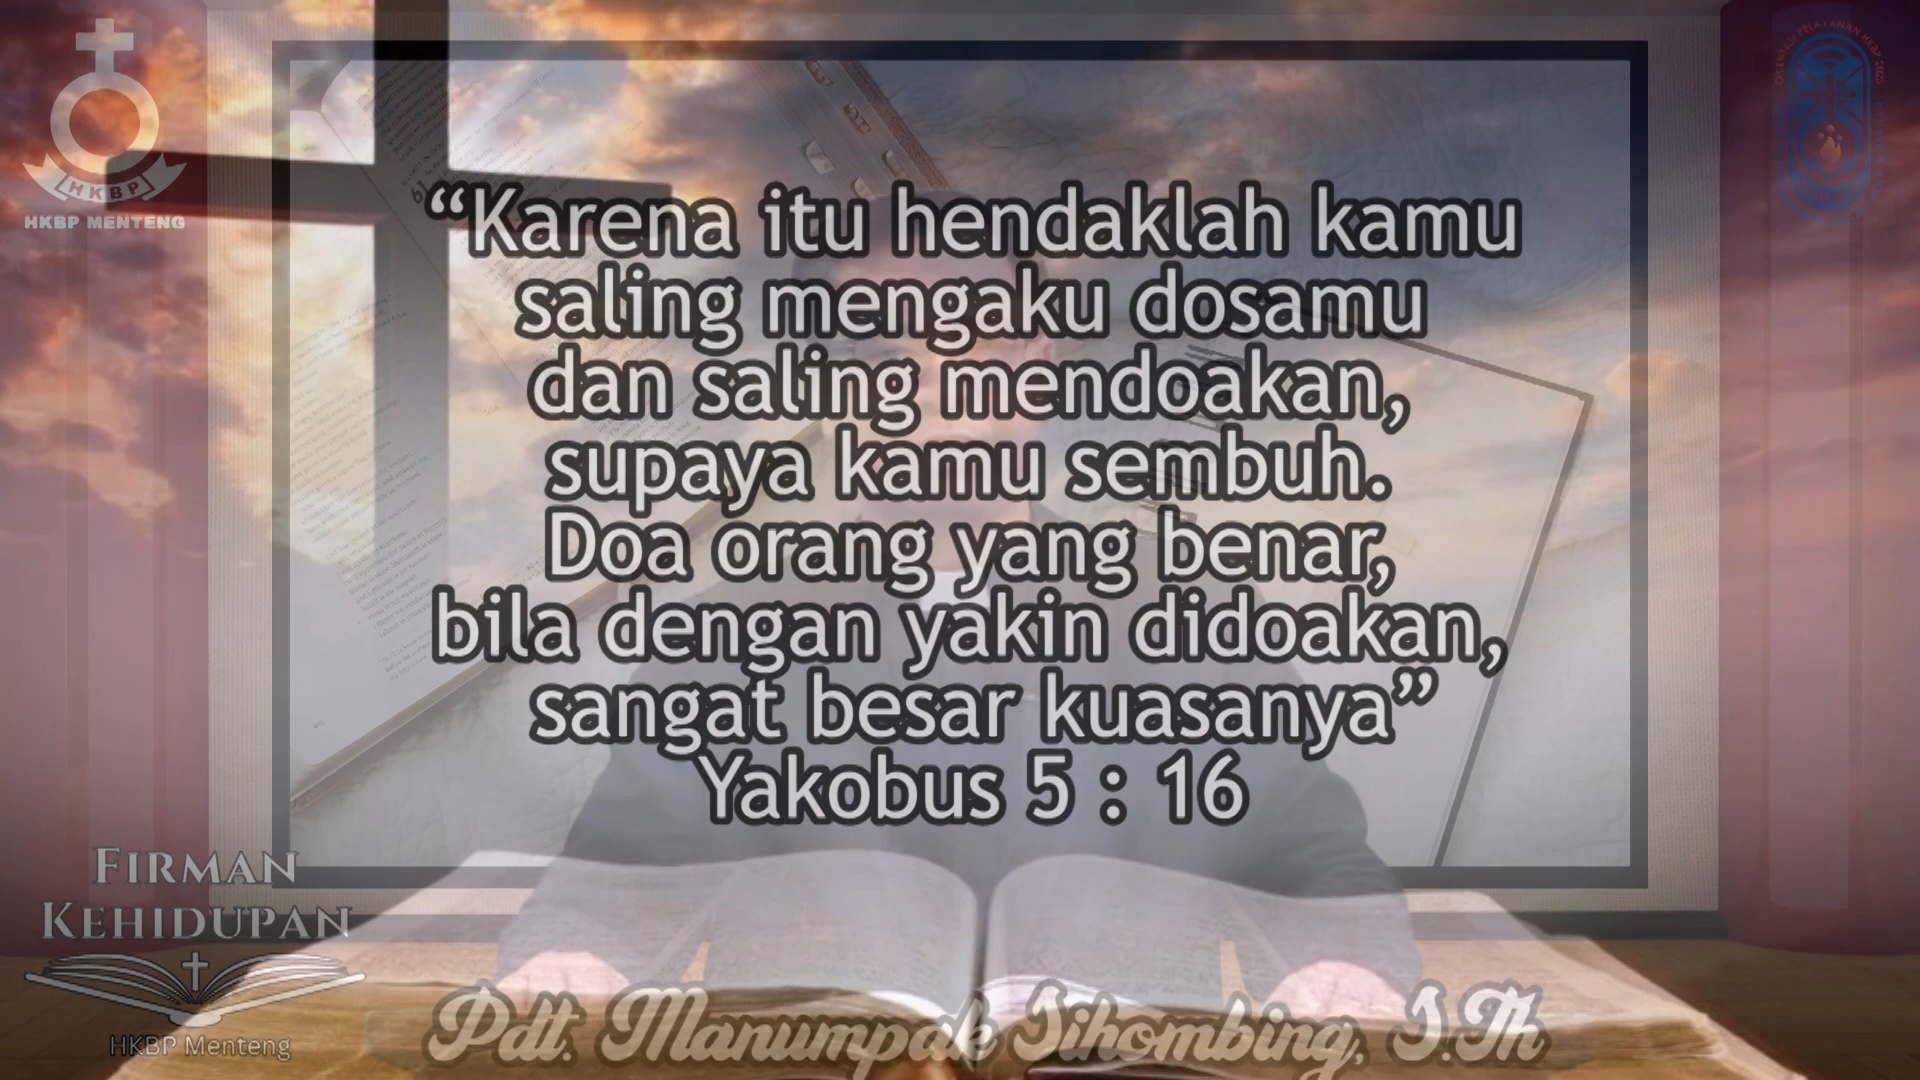 HKBP
HKBP MENTENG
“Karena itu hendaklah kamu
saling mengaku dosamu
dan saling mendoakan,
supaya kamu sembuh.
Doa orang yang benar,
bila dengan yakin didoakan,
sangat besar kuasanya”
Yakobus 5 : 16
FIRMAN
KEHIDUPAN
HKBP Menteng
Pdt. Manumpak Sihombing, S.Th